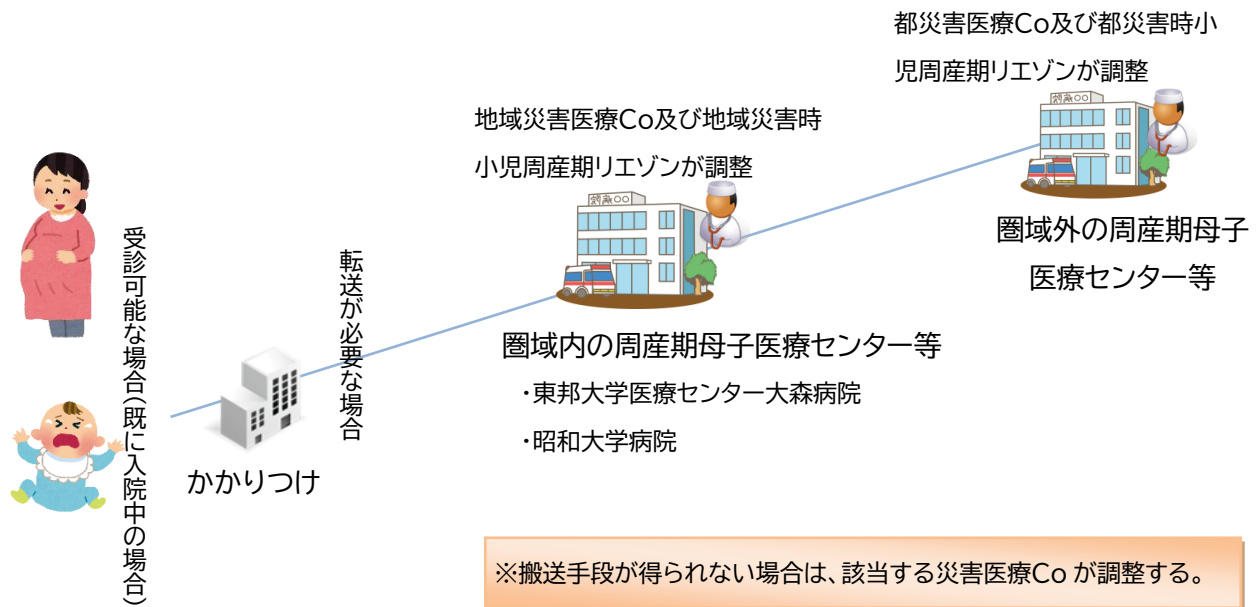 都災害医療Co及び都災害時小
児周産期リエゾンが調整
地域災害医療Co及び地域災害時
小児周産期リエゾンが調整
受診可能な場合(既に入院中の場合)
転送が必要な場合
かかりつけ
圏域内の周産期母子医療センター等
・東邦大学医療センター大森病院
・昭和大学病院
圏域外の周産期母子
医療センター等
※搬送手段が得られない場合は、該当する災害医療Co が調整する。